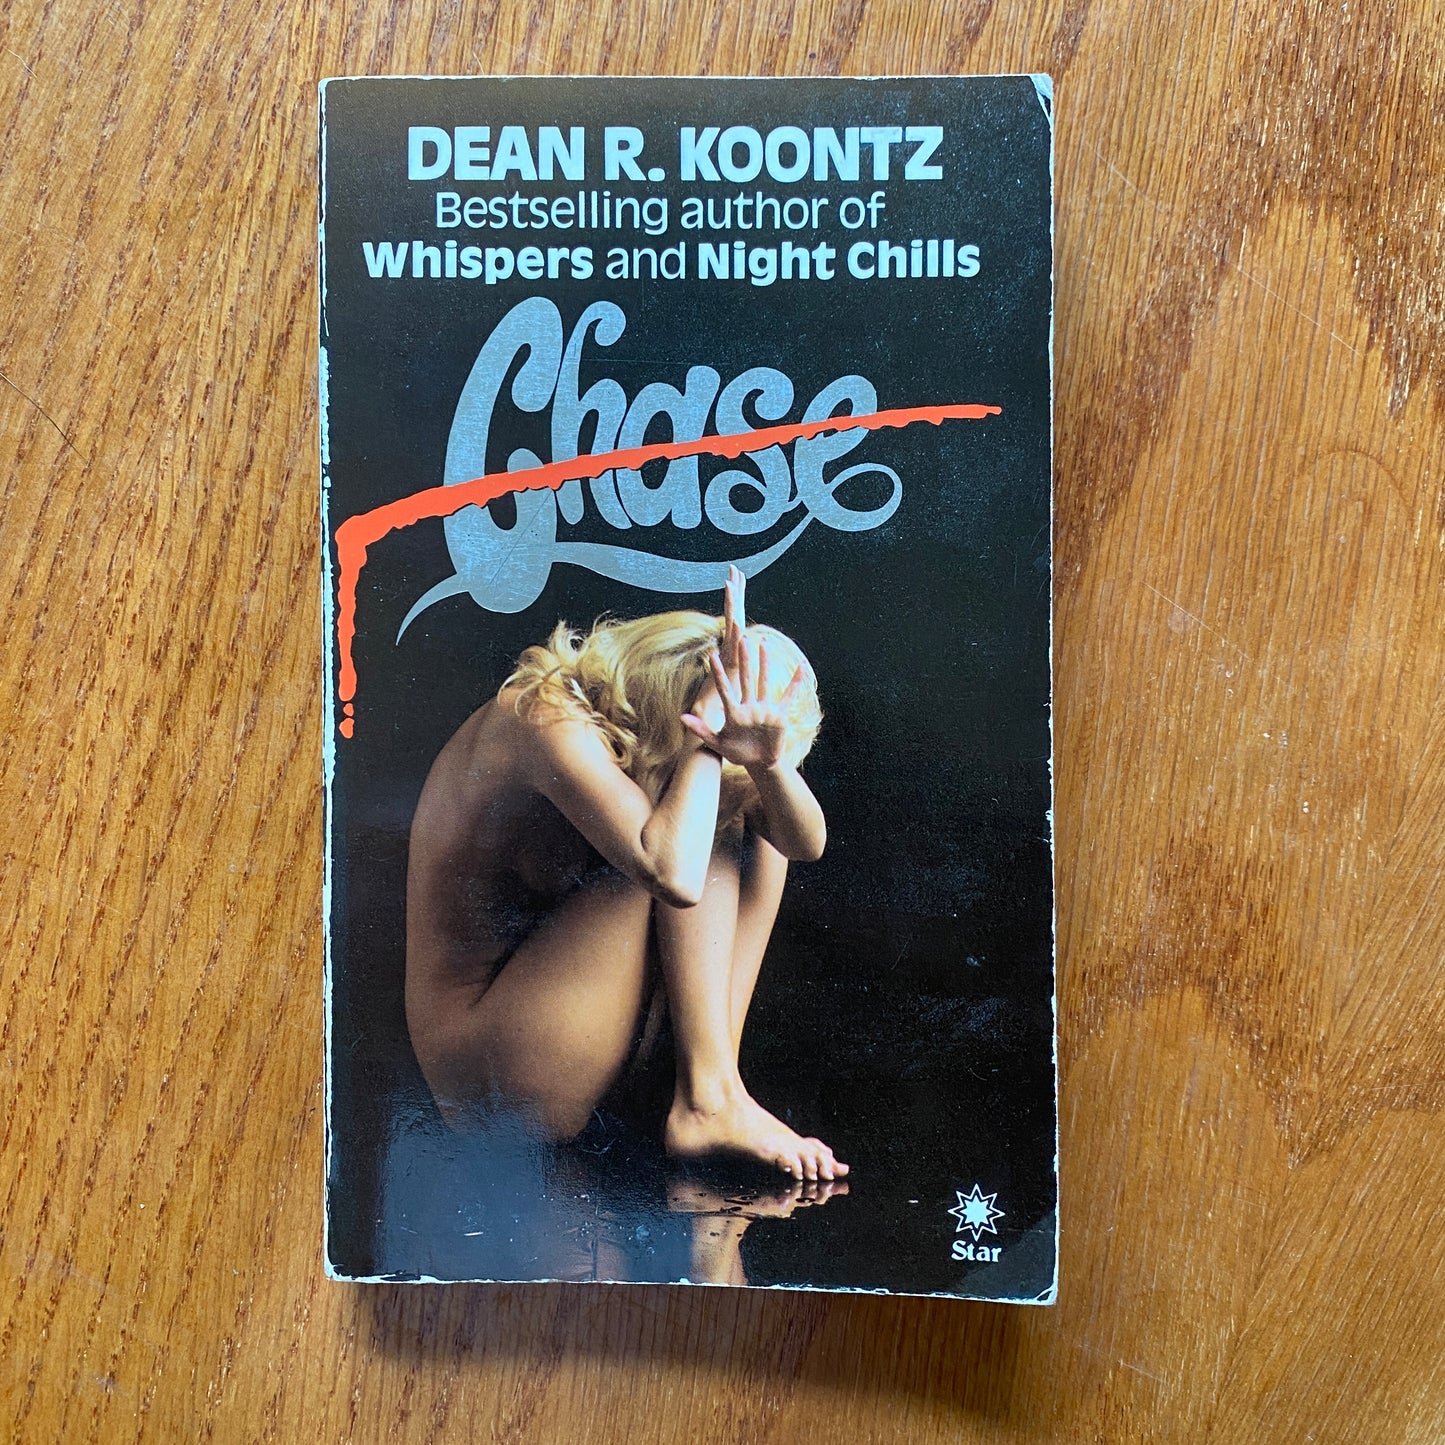 DEAN R. KOONTZ
Bestselling author of
Whispers and Night Chills
Chase
Star